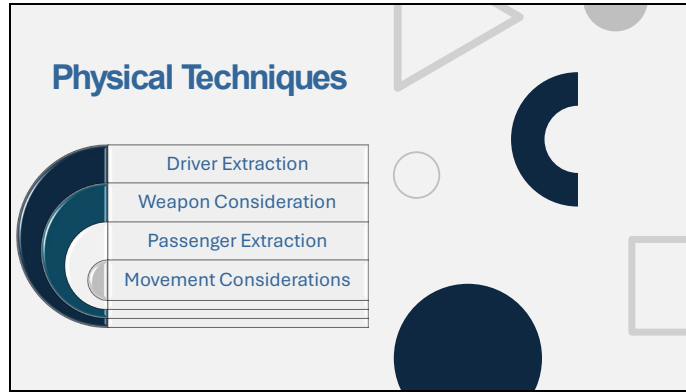 Physical Techniques
Driver Extraction
Weapon Consideration
Passenger Extraction
Movement Considerations